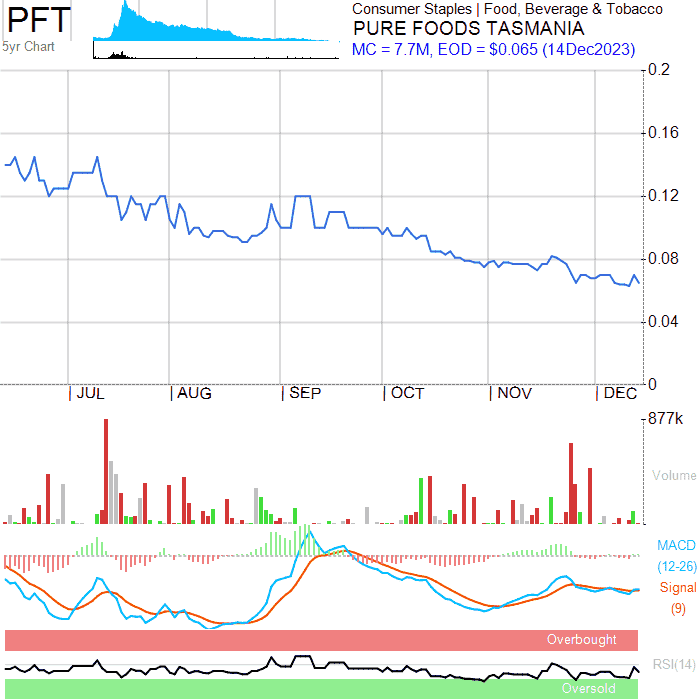 PFT
5yr Chart
Consumer Staples | Food, Beverage & Tobacco
PURE FOODS TASMANIA
MC = 7.7M, EOD = $0.065 (14Dec2023)
0.2
0.16
0.12
0.08
0.04
0
JUL AUG SEP OCT NOV DEC
877k
Volume
MACD
(12-26)
Signal
(9)
Overbought
RSI(14)
Oversold